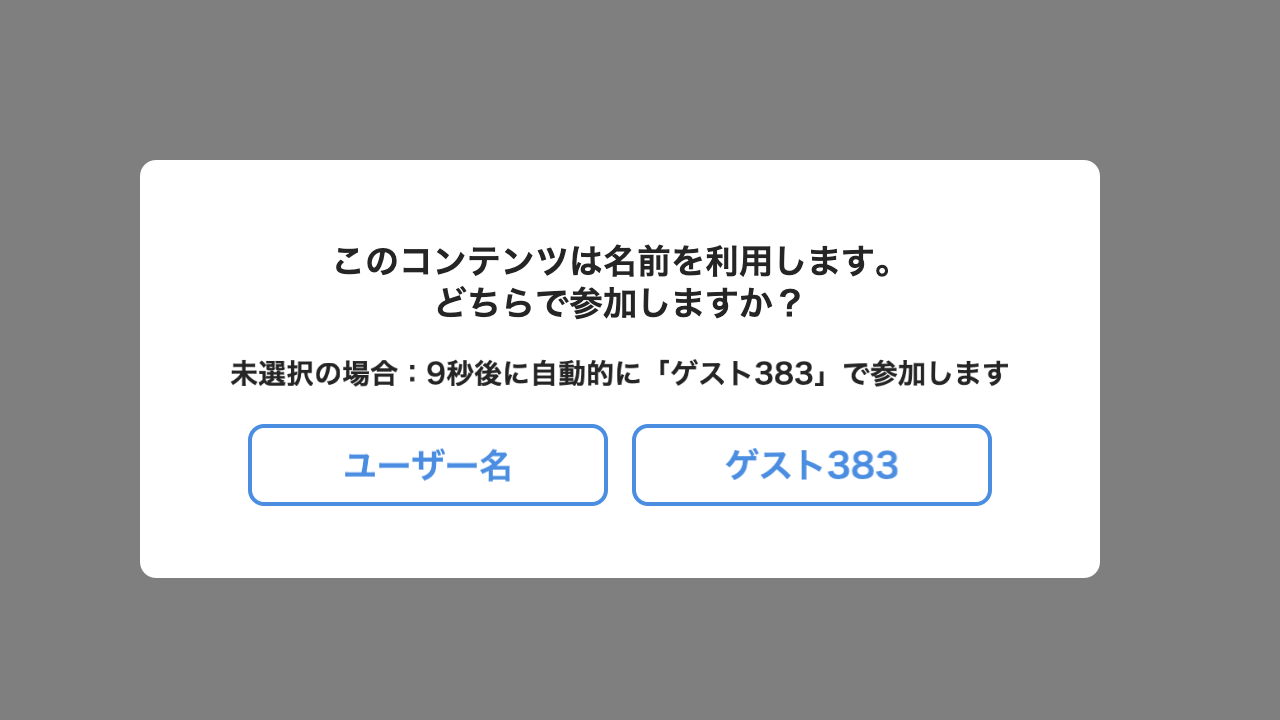 このコンテンツは名前を利用します。
どちらで参加しますか？
未選択の場合：9秒後に自動的に「ゲスト383」で参加します
ユーザー名
ゲスト383